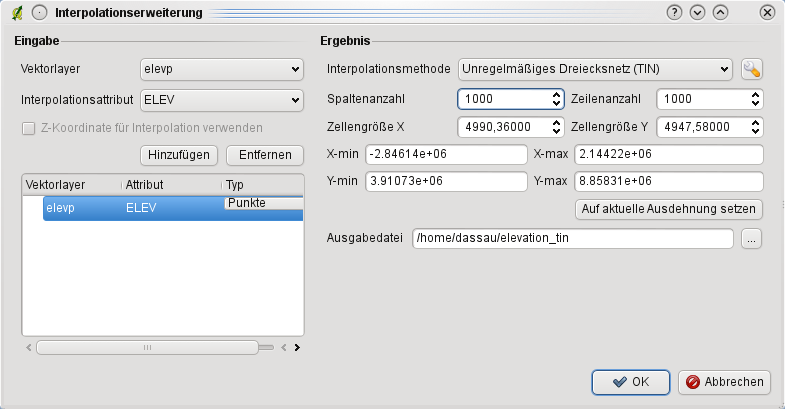 Interpolationserweiterung
Eingabe
Vektorlayer elevp
Interpolationsattribut ELEV
Z-Koordinate für Interpolation verwenden
Hinzufügen Entfernen
Vektorlayer Attribut Typ
elevp ELEV Punkte
Ergebnis
Interpolationsmethode Unregelmäßiges Dreiecksnetz (TIN)
Spaltenanzahl 1000 Zeilenanzahl 1000
Zellengröße X 4990,36000 Zellengröße Y 4947,58000
X-min -2.84614e+06 X-max 2.14422e+06
Y-min 3.91073e+06 Y-max 8.85831e+06
Auf aktuelle Ausdehnung setzen
Ausgabedatei /home/dassau/elevation_tin ...
OK Abbrechen